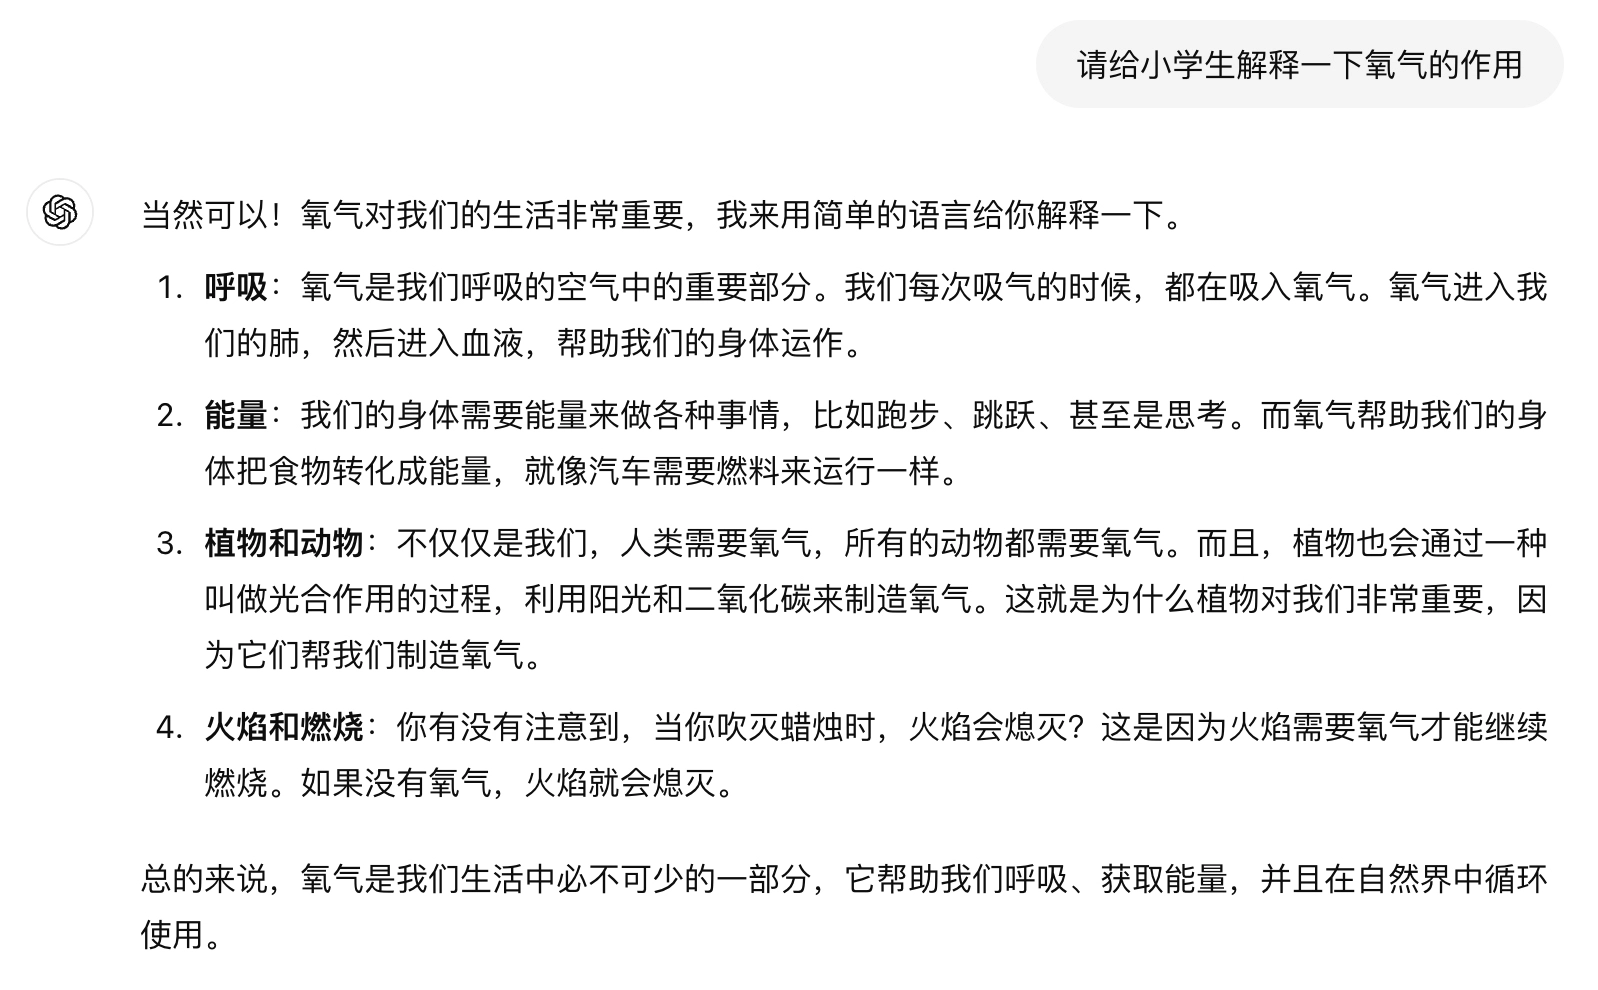 请给小学生解释一下氧气的作用
当然可以！氧气对我们的生活非常重要，我来用简单的语言给你解释一下。
1. 呼吸：氧气是我们呼吸的空气中的重要部分。我们每次吸气的时候，都在吸入氧气。氧气进入我
们的肺，然后进入血液，帮助我们的身体运作。
2. 能量：我们的身体需要能量来做各种事情，比如跑步、跳跃、甚至是思考。而氧气帮助我们的身
体把食物转化成能量，就像汽车需要燃料来运行一样。
3. 植物和动物：不仅仅是我们，人类需要氧气，所有的动物都需要氧气。而且，植物也会通过一种
叫做光合作用的过程，利用阳光和二氧化碳来制造氧气。这就是为什么植物对我们非常重要，因
为它们帮我们制造氧气。
4. 火焰和燃烧：你有没有注意到，当你吹灭蜡烛时，火焰会熄灭？这是因为火焰需要氧气才能继续
燃烧。如果没有氧气，火焰就会熄灭。
总的来说，氧气是我们生活中必不可少的一部分，它帮助我们呼吸、获取能量，并且在自然界中循环
使用。